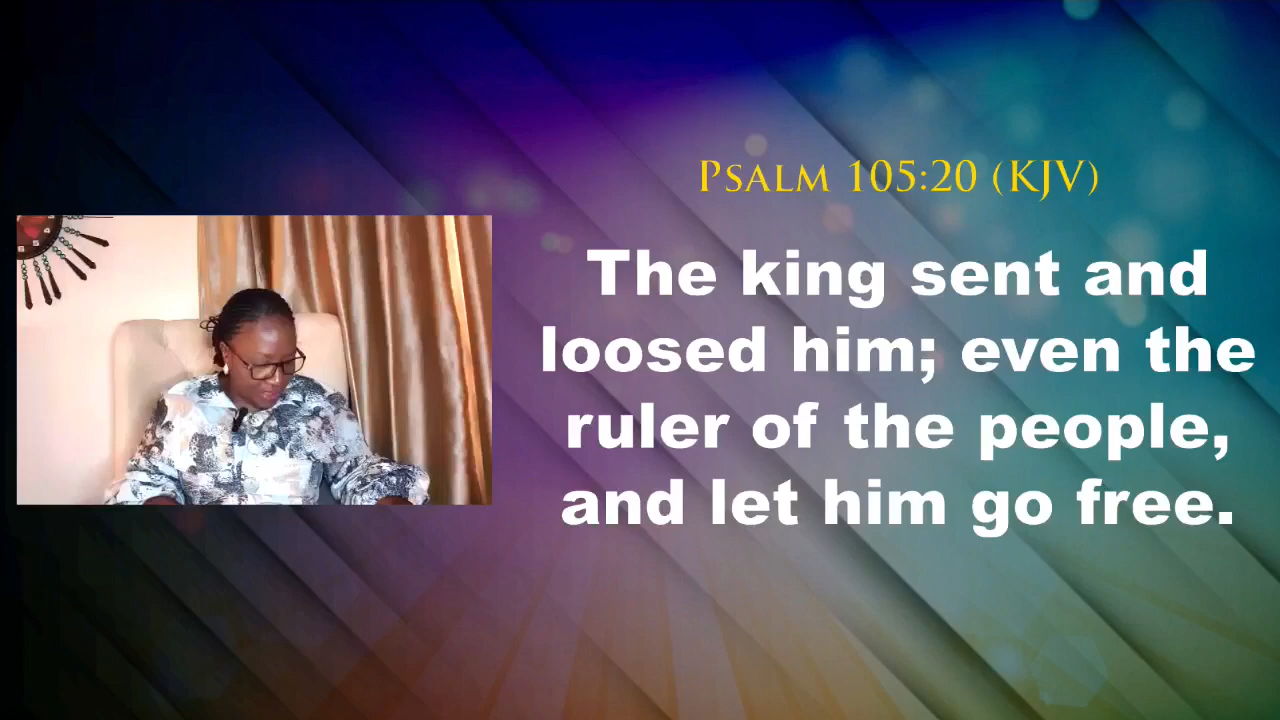 PSALM 105:20 (KJV)
The king sent and
loosed him; even the
ruler of the people,
and let him go free.